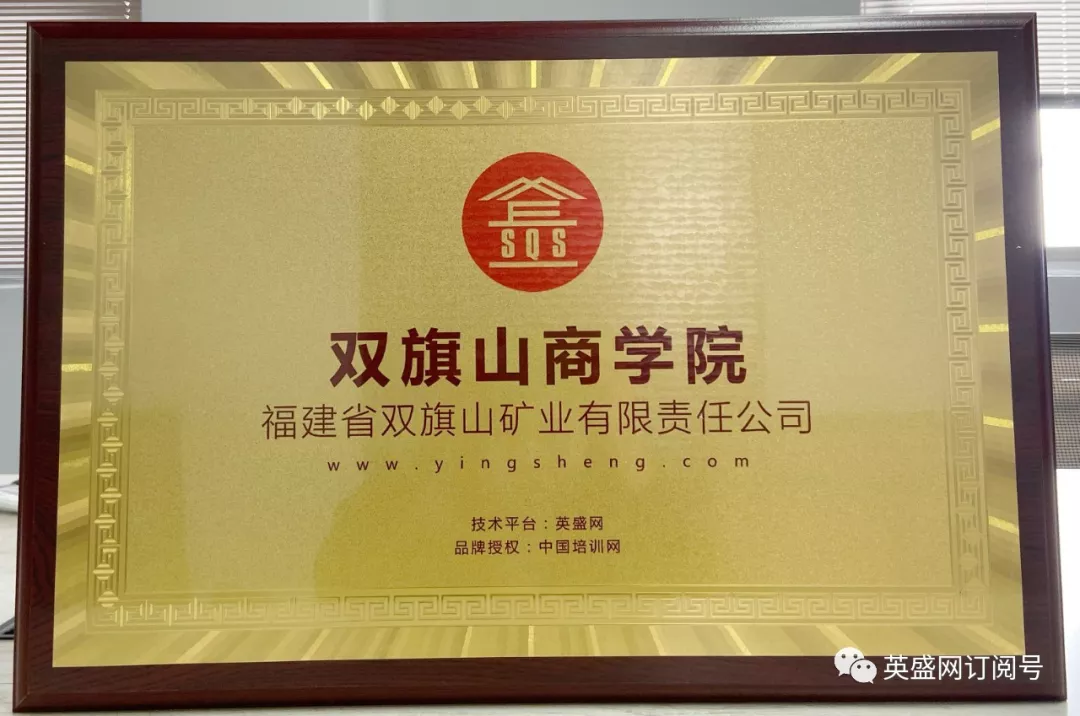 SQS
双旗山商学院
福建省双旗山矿业有限责任公司
www.yingsheng.com
技术平台：英盛网
品牌授权：中国培训网
英盛网订阅号